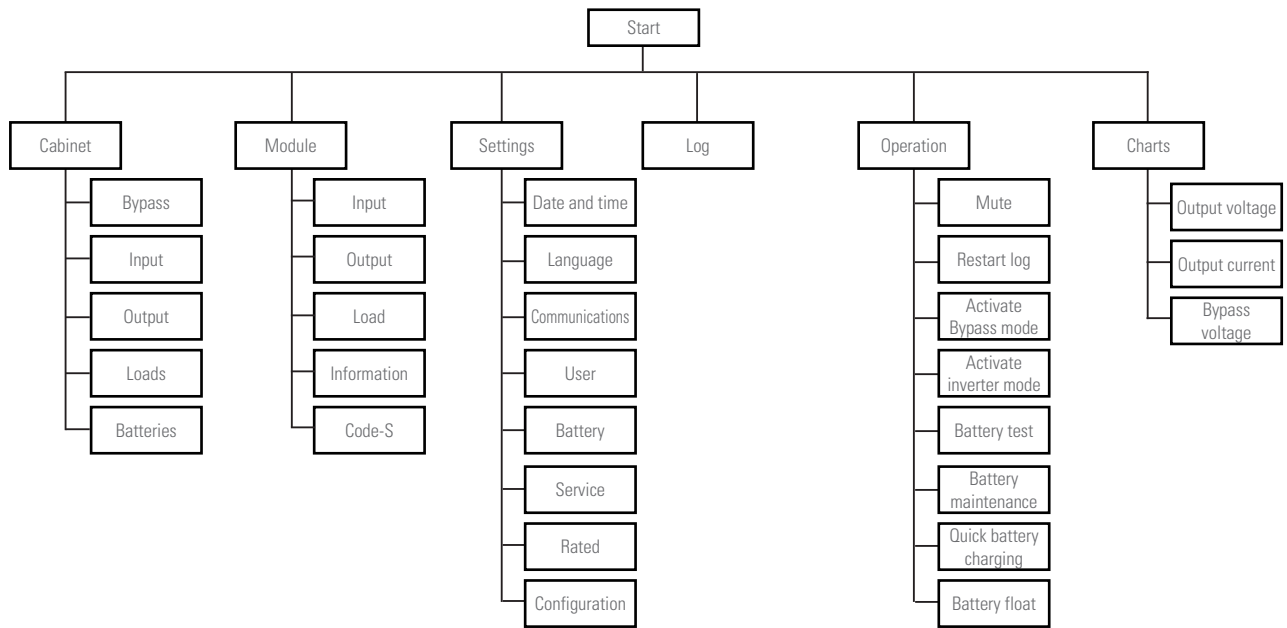 Start
Cabinet
Module
Settings
Log
Operation
Charts
Bypass
Input
Output
Loads
Batteries
Input
Output
Load
Information
Code-S
Date and time
Language
Communications
User
Battery
Service
Rated
Configuration
Mute
Restart log
Activate
Bypass mode
Activate
inverter mode
Battery test
Battery
maintenance
Quick battery
charging
Battery float
Output voltage
Output current
Bypass
voltage